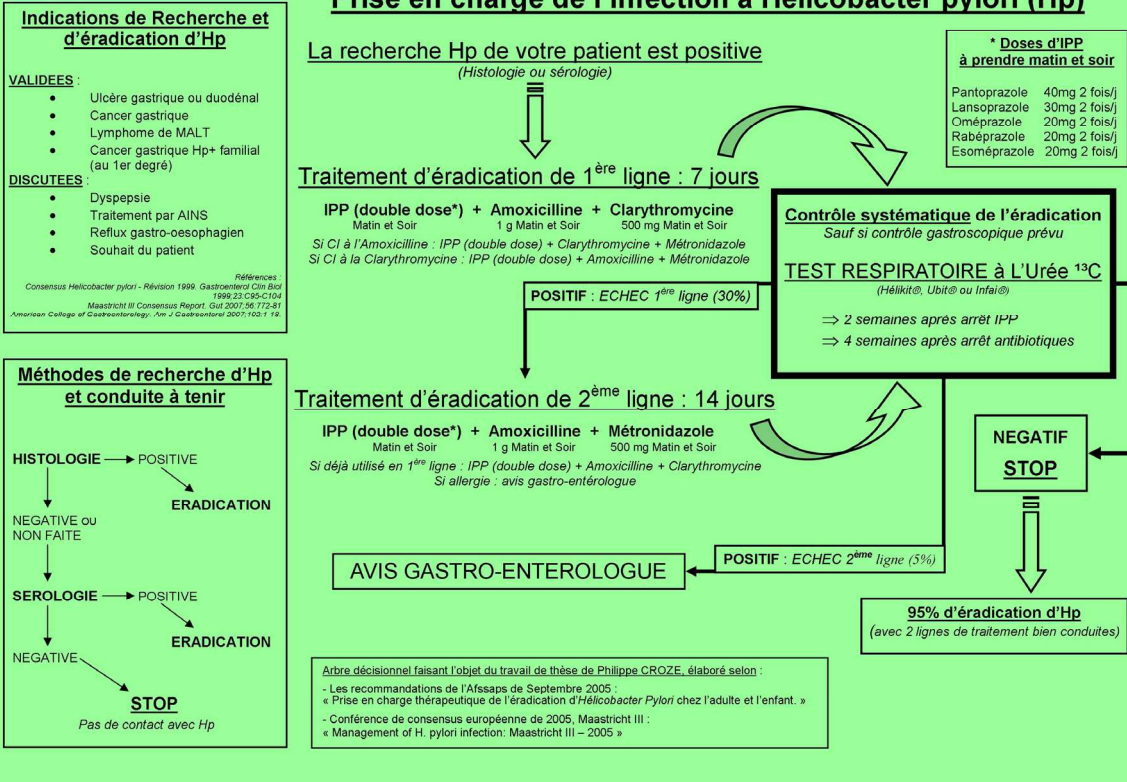 Prise en charge de l'infection à Hélicobacter pylori (Hp)
Indications de Recherche et
d'éradication d'Hp
VALIDEES :
• Ulcère gastrique ou duodénal
• Cancer gastrique
• Lymphome de MALT
• Cancer gastrique Hp+ familial
(au 1er degré)
DISCUTEES :
• Dyspepsie
• Traitement par AINS
• Reflux gastro-oesophagien
• Souhait du patient
Références :
Consensus Helicobacter pylori - Révision 1999. Gastroenterol Clin Biol
1999;23:C95-C104
Maastricht III Consensus Report. Gut 2007;56:772-81
American College of Gastroenterology. Am J Gastroenterol 2007;102:1-18.
Méthodes de recherche d'Hp
et conduite à tenir
HISTOLOGIE POSITIVE
ERADICATION
NEGATIVE ou
NON FAITE
SEROLOGIE POSITIVE
ERADICATION
NEGATIVE
STOP
Pas de contact avec Hp
La recherche Hp de votre patient est positive
(Histologie ou sérologie)
Traitement d'éradication de 1ère ligne : 7 jours
IPP (double dose*) + Amoxicilline + Clarythromycine
Matin et Soir 1 g Matin et Soir 500 mg Matin et Soir
Si CI à l'Amoxicilline : IPP (double dose) + Clarythromycine + Métronidazole
Si CI à la Clarythromycine : IPP (double dose) + Amoxicilline + Métronidazole
POSITIF : ECHEC 1ère ligne (30%)
Traitement d'éradication de 2ème ligne : 14 jours
IPP (double dose*) + Amoxicilline + Métronidazole
Matin et Soir 1 g Matin et Soir 500 mg Matin et Soir
Si déjà utilisé en 1ère ligne : IPP (double dose) + Amoxicilline + Clarythromycine
Si allergie : avis gastro-entérologue
POSITIF : ECHEC 2ème ligne (5%)
AVIS GASTRO-ENTEROLOGUE
* Doses d'IPP
à prendre matin et soir
Pantoprazole 40mg 2 fois/j
Lansoprazole 30mg 2 fois/j
Oméprazole 20mg 2 fois/j
Rabéprazole 20mg 2 fois/j
Esoméprazole 20mg 2 fois/j
Contrôle systématique de l'éradication
Sauf si contrôle gastroscopique prévu
TEST RESPIRATOIRE à L'Urée ¹³C
(Hélikit®, Ubit® ou Infai®)
⇒ 2 semaines après arrêt IPP
⇒ 4 semaines après arrêt antibiotiques
NEGATIF
STOP
95% d'éradication d'Hp
(avec 2 lignes de traitement bien conduites)
Arbre décisionnel faisant l'objet du travail de thèse de Philippe CROZE, élaboré selon :
- Les recommandations de l'Afssaps de Septembre 2005 :
« Prise en charge thérapeutique de l'éradication d'Hélicobacter Pylori chez l'adulte et l'enfant. »
- Conférence de consensus européenne de 2005, Maastricht III :
« Management of H. pylori infection: Maastricht III – 2005 »